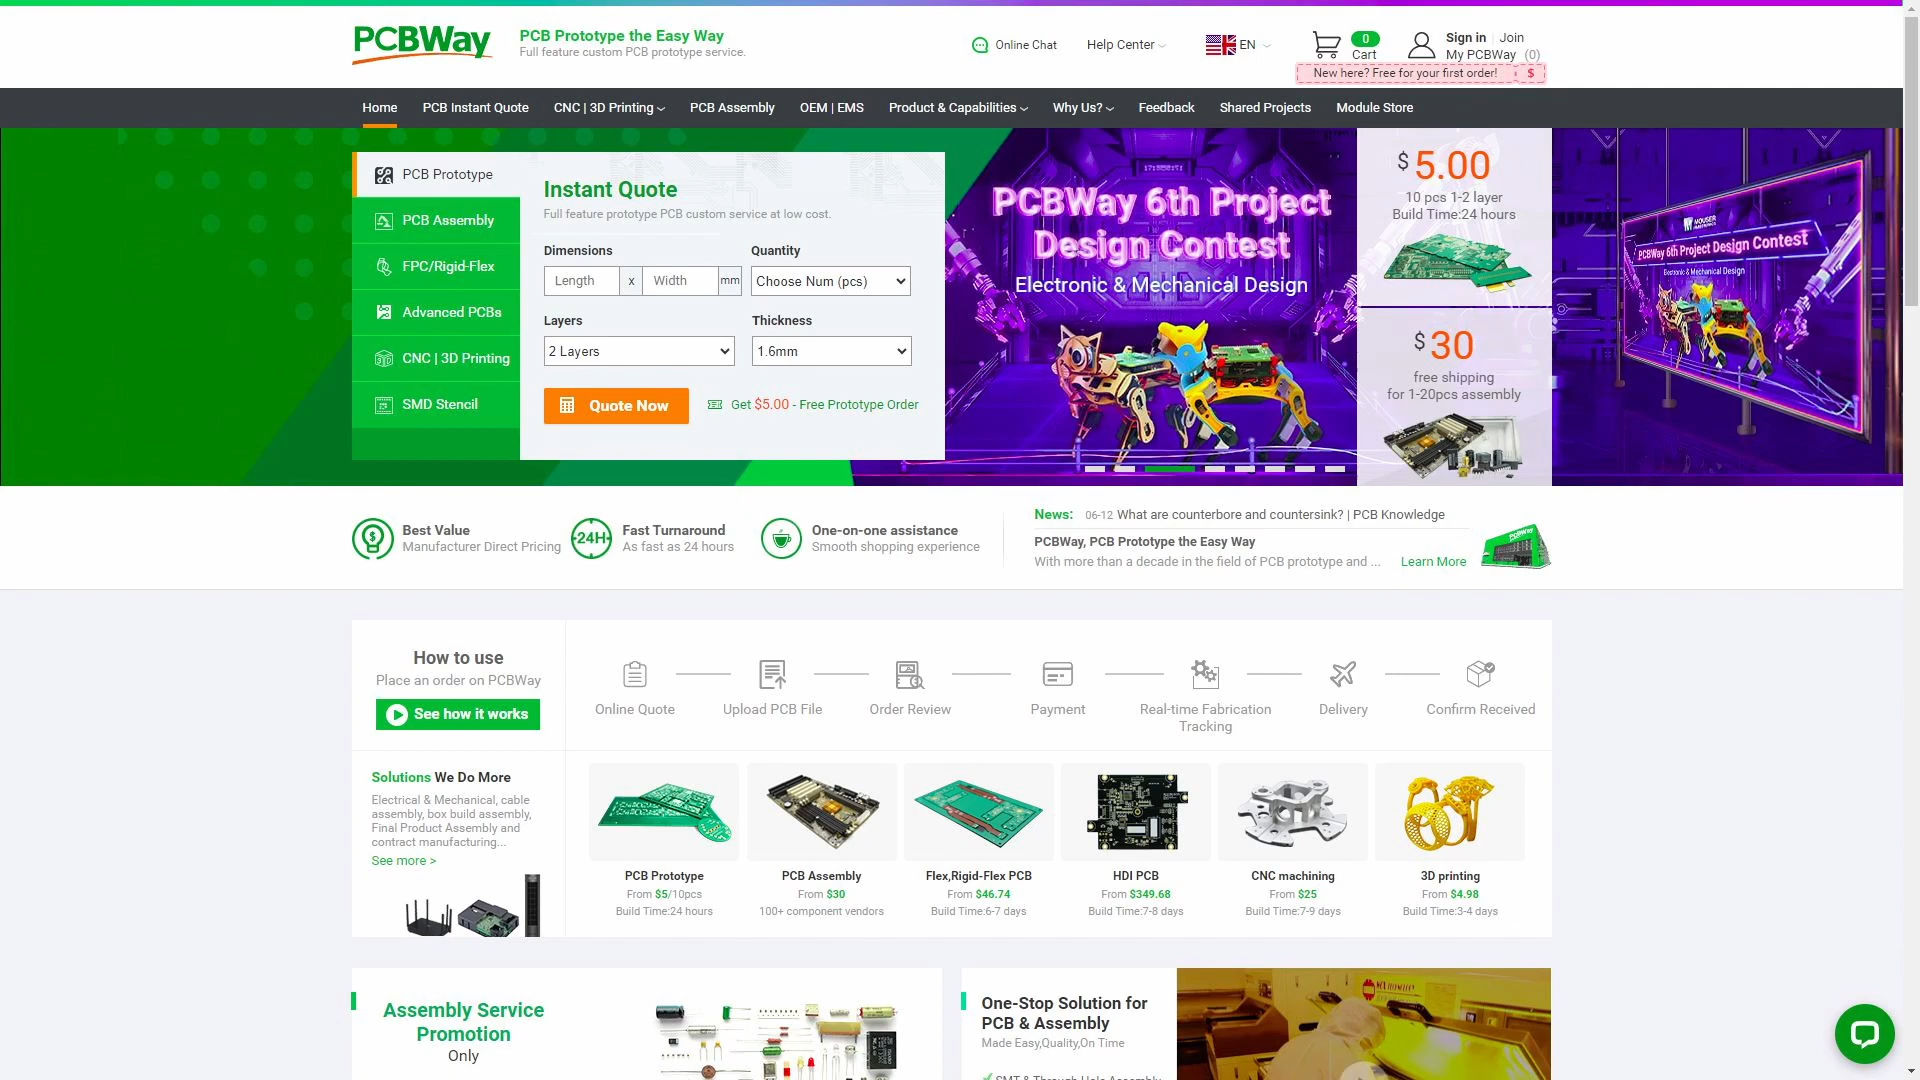 PCBWay
PCB Prototype the Easy Way
Full feature custom PCB prototype service.
Online Chat
Help Center
EN
0
Cart
Sign in
Join
My PCBWay (0)
New here? Free for your first order!
$
Home
PCB Instant Quote
CNC | 3D Printing
PCB Assembly
OEM | EMS
Product & Capabilities
Why Us?
Feedback
Shared Projects
Module Store
PCB Prototype
PCB Assembly
FPC/Rigid-Flex
Advanced PCBs
CNC | 3D Printing
SMD Stencil
Instant Quote
Full feature prototype PCB custom service at low cost.
Dimensions
Quantity
Length x Width mm
Choose Num (pcs)
Layers
Thickness
2 Layers
1.6mm
Quote Now
Get $5.00 - Free Prototype Order
PCBWay 6th Project
Design Contest
Electronic & Mechanical Design
$5.00
10 pcs 1-2 layer
Build Time:24 hours
$30
free shipping
for 1-20pcs assembly
MOUSER
PCBWay 6th Project Design Contest
Electronic & Mechanical Design
Best Value
Manufacturer Direct Pricing
24H
Fast Turnaround
As fast as 24 hours
One-on-one assistance
Smooth shopping experience
News: 06-12 What are counterbore and countersink? | PCB Knowledge
PCBWay, PCB Prototype the Easy Way
With more than a decade in the field of PCB prototype and ...
Learn More
PCBWay
How to use
Place an order on PCBWay
See how it works
Online Quote
Upload PCB File
Order Review
Payment
Real-time Fabrication
Tracking
Delivery
Confirm Received
Solutions We Do More
Electrical & Mechanical, cable
assembly, box build assembly,
Final Product Assembly and
contract manufacturing...
See more >
PCB Prototype
From $5/10pcs
Build Time:24 hours
PCB Assembly
From $30
100+ component vendors
Flex,Rigid-Flex PCB
From $46.74
Build Time:6-7 days
HDI PCB
From $349.68
Build Time:7-8 days
CNC machining
From $25
Build Time:7-9 days
3D printing
From $4.98
Build Time:3-4 days
Assembly Service
Promotion
Only
One-Stop Solution for
PCB & Assembly
Made Easy,Quality,On Time
SMT & Through Hole Assembly